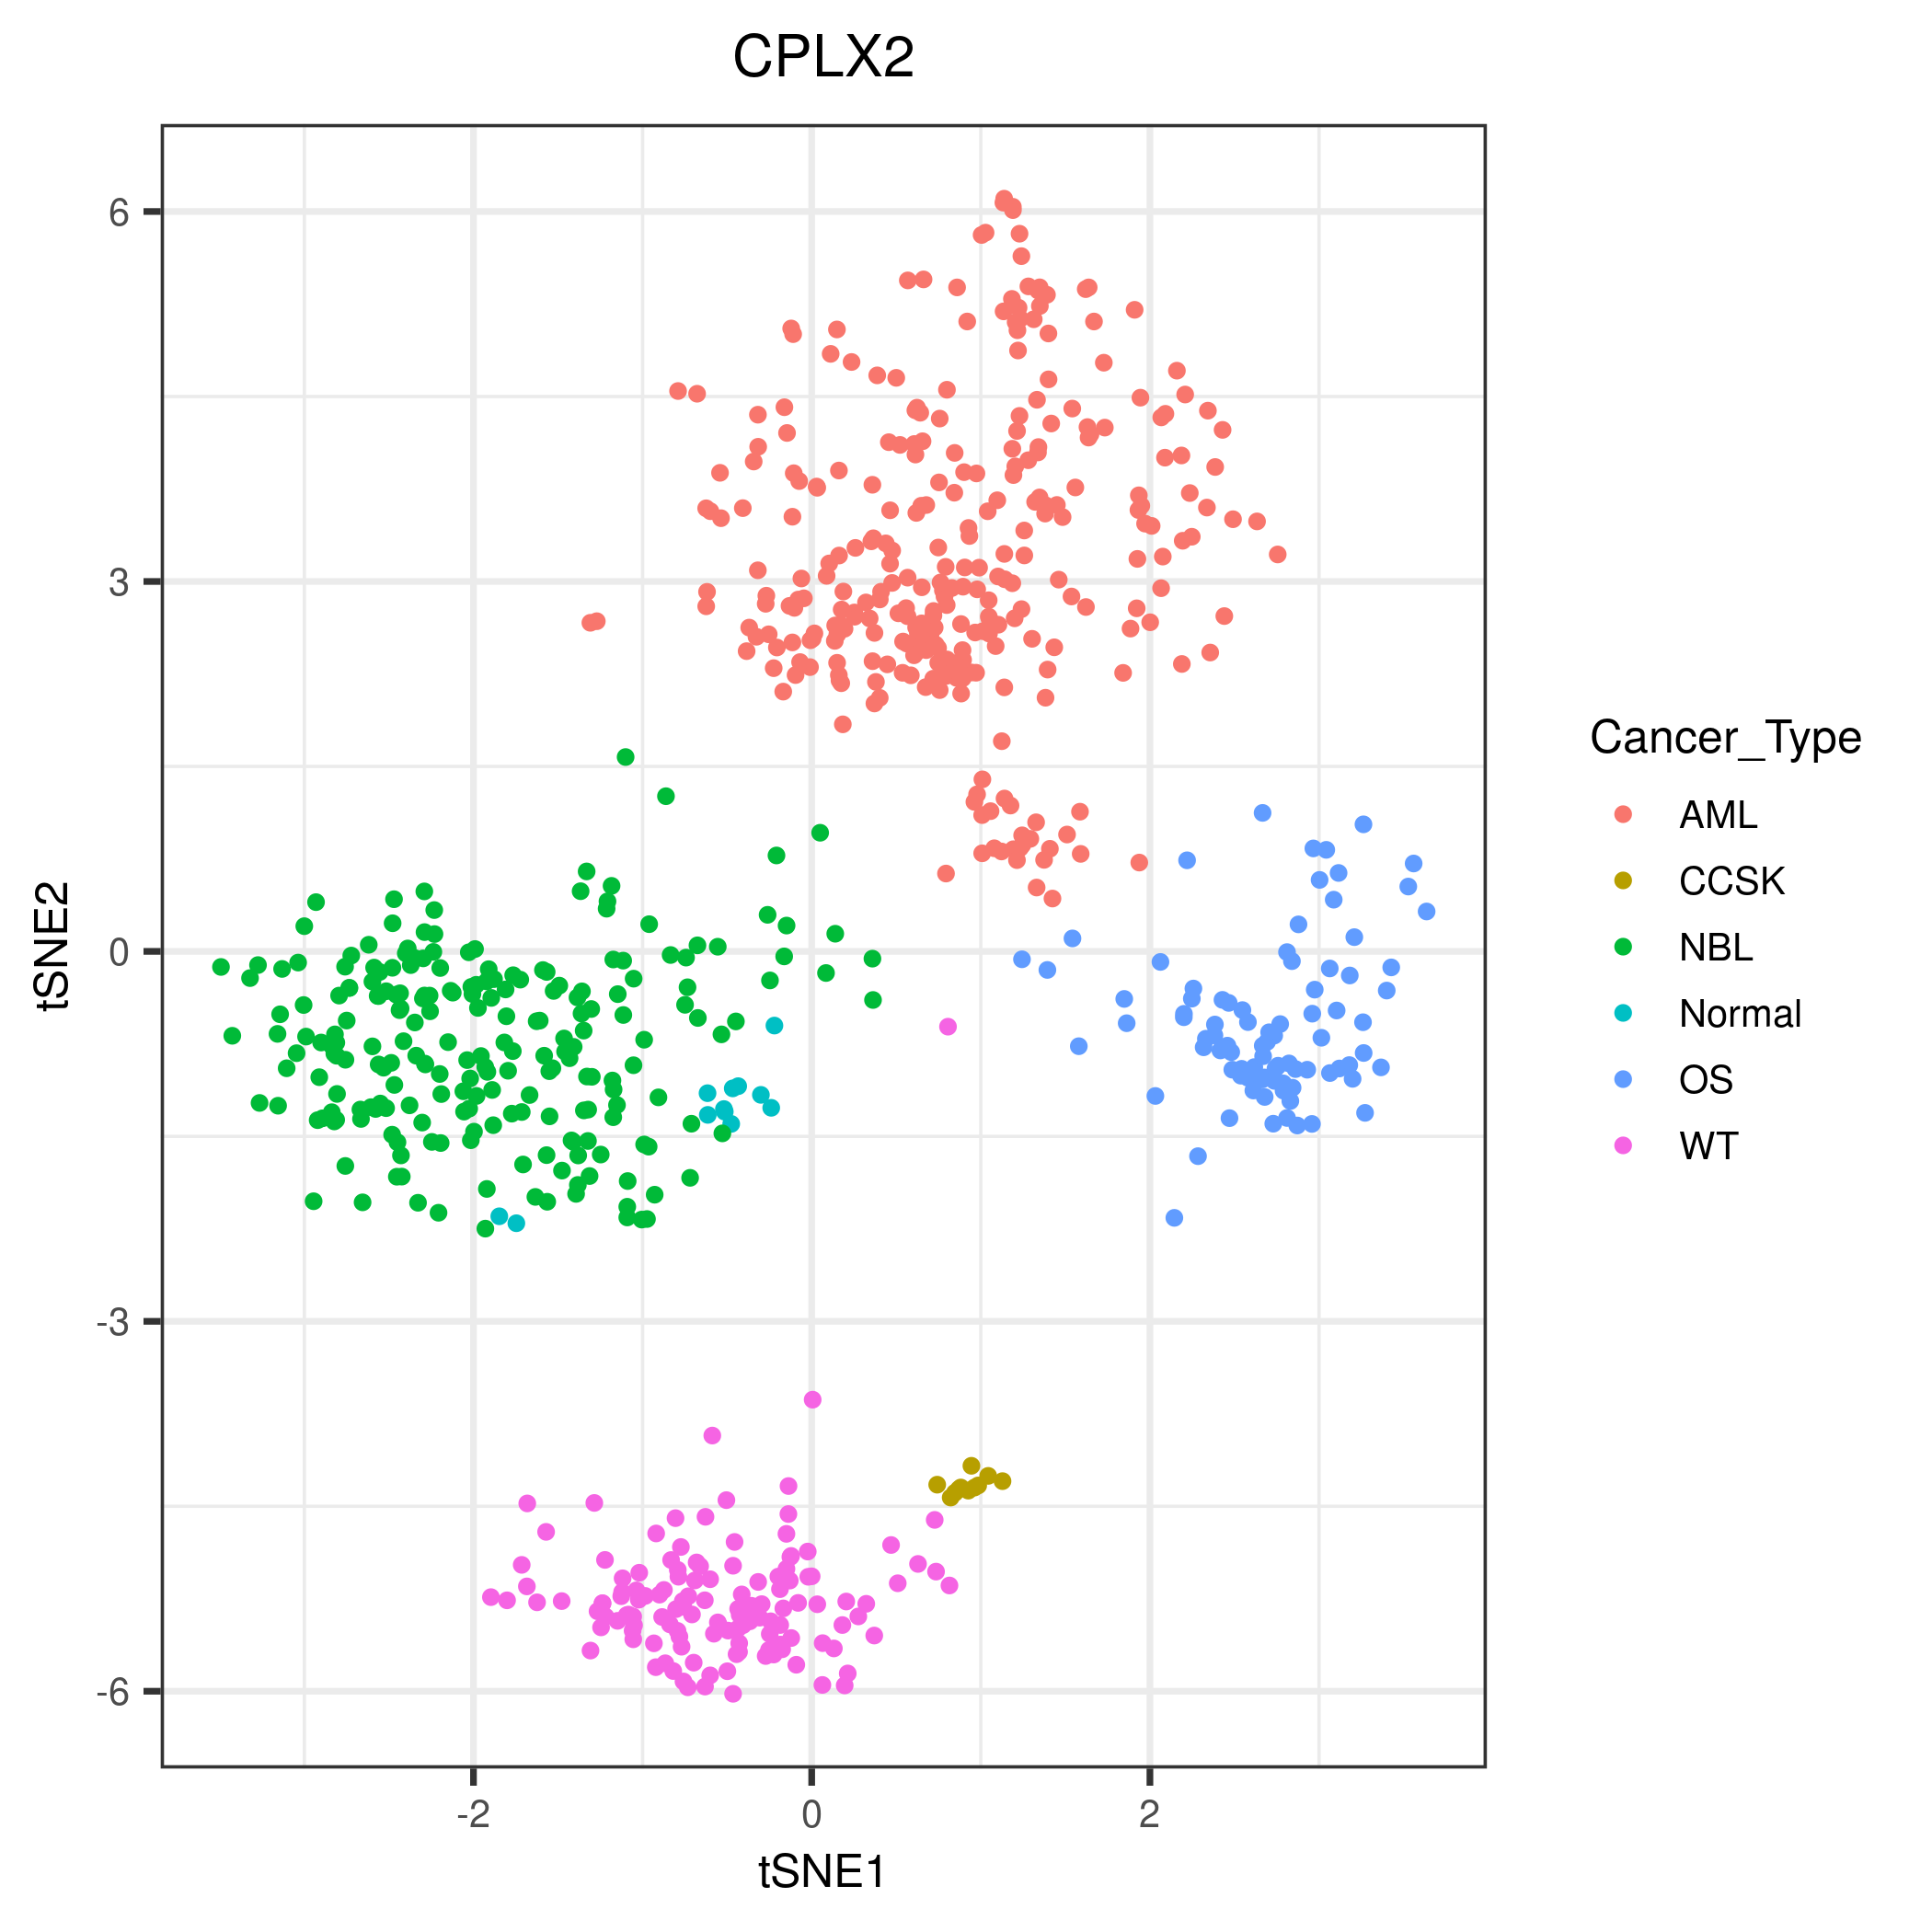 CPLX2
6
3
0
-3
-6
tSNE2
-2
0
2
tSNE1
Cancer_Type
AML
CCSK
NBL
Normal
OS
WT